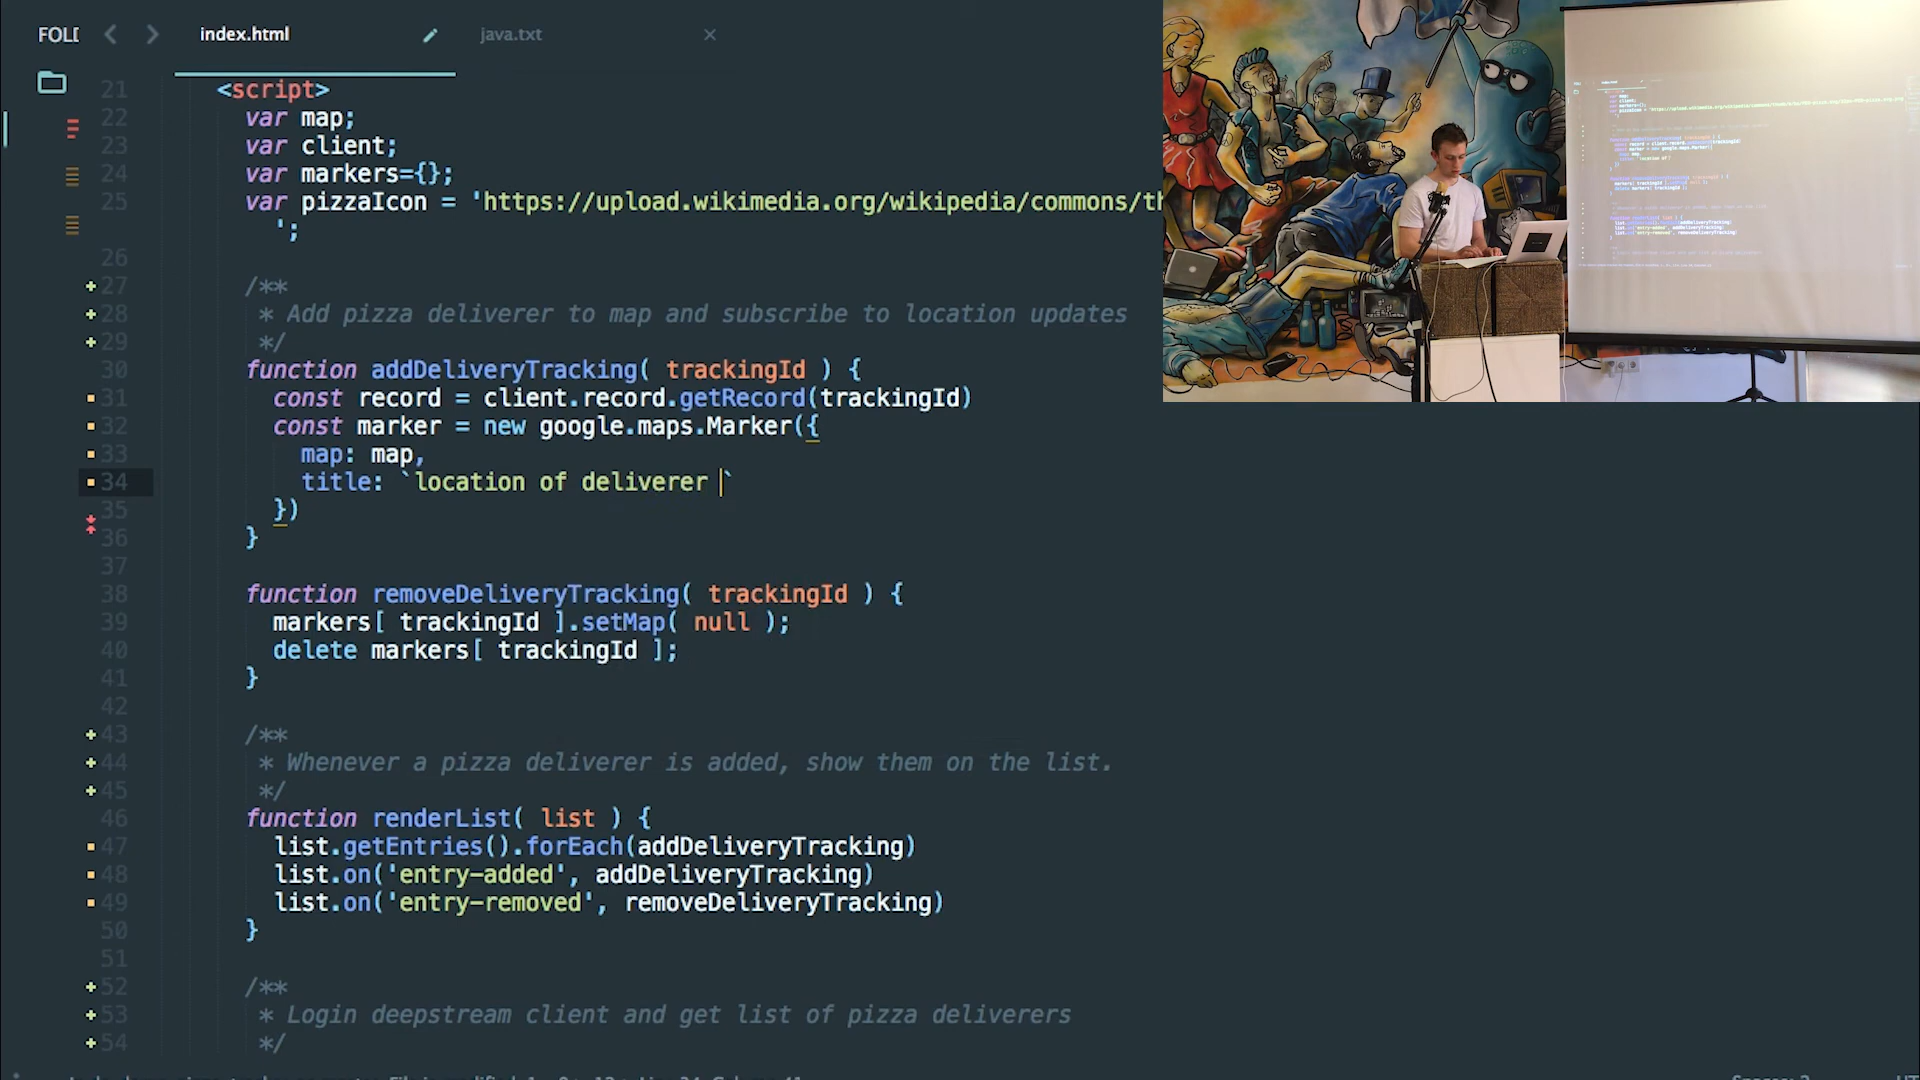 FOLD
index.html
java.txt
21 <script>
22 var map;
23 var client;
24 var markers={};
25 var pizzaIcon = 'https://upload.wikimedia.org/wikipedia/commons/th
';
26
27 /**
28 * Add pizza deliverer to map and subscribe to location updates
29 */
30 function addDeliveryTracking( trackingId ) {
31 const record = client.record.getRecord(trackingId)
32 const marker = new google.maps.Marker({
33 map: map,
34 title: `location of deliverer `
35 })
36 }
37
38 function removeDeliveryTracking( trackingId ) {
39 markers[ trackingId ].setMap( null );
40 delete markers[ trackingId ];
41 }
42
43 /**
44 * Whenever a pizza deliverer is added, show them on the list.
45 */
46 function renderList( list ) {
47 list.getEntries().forEach(addDeliveryTracking)
48 list.on('entry-added', addDeliveryTracking)
49 list.on('entry-removed', removeDeliveryTracking)
50 }
51
52 /**
53 * Login deepstream client and get list of pizza deliverers
54 */